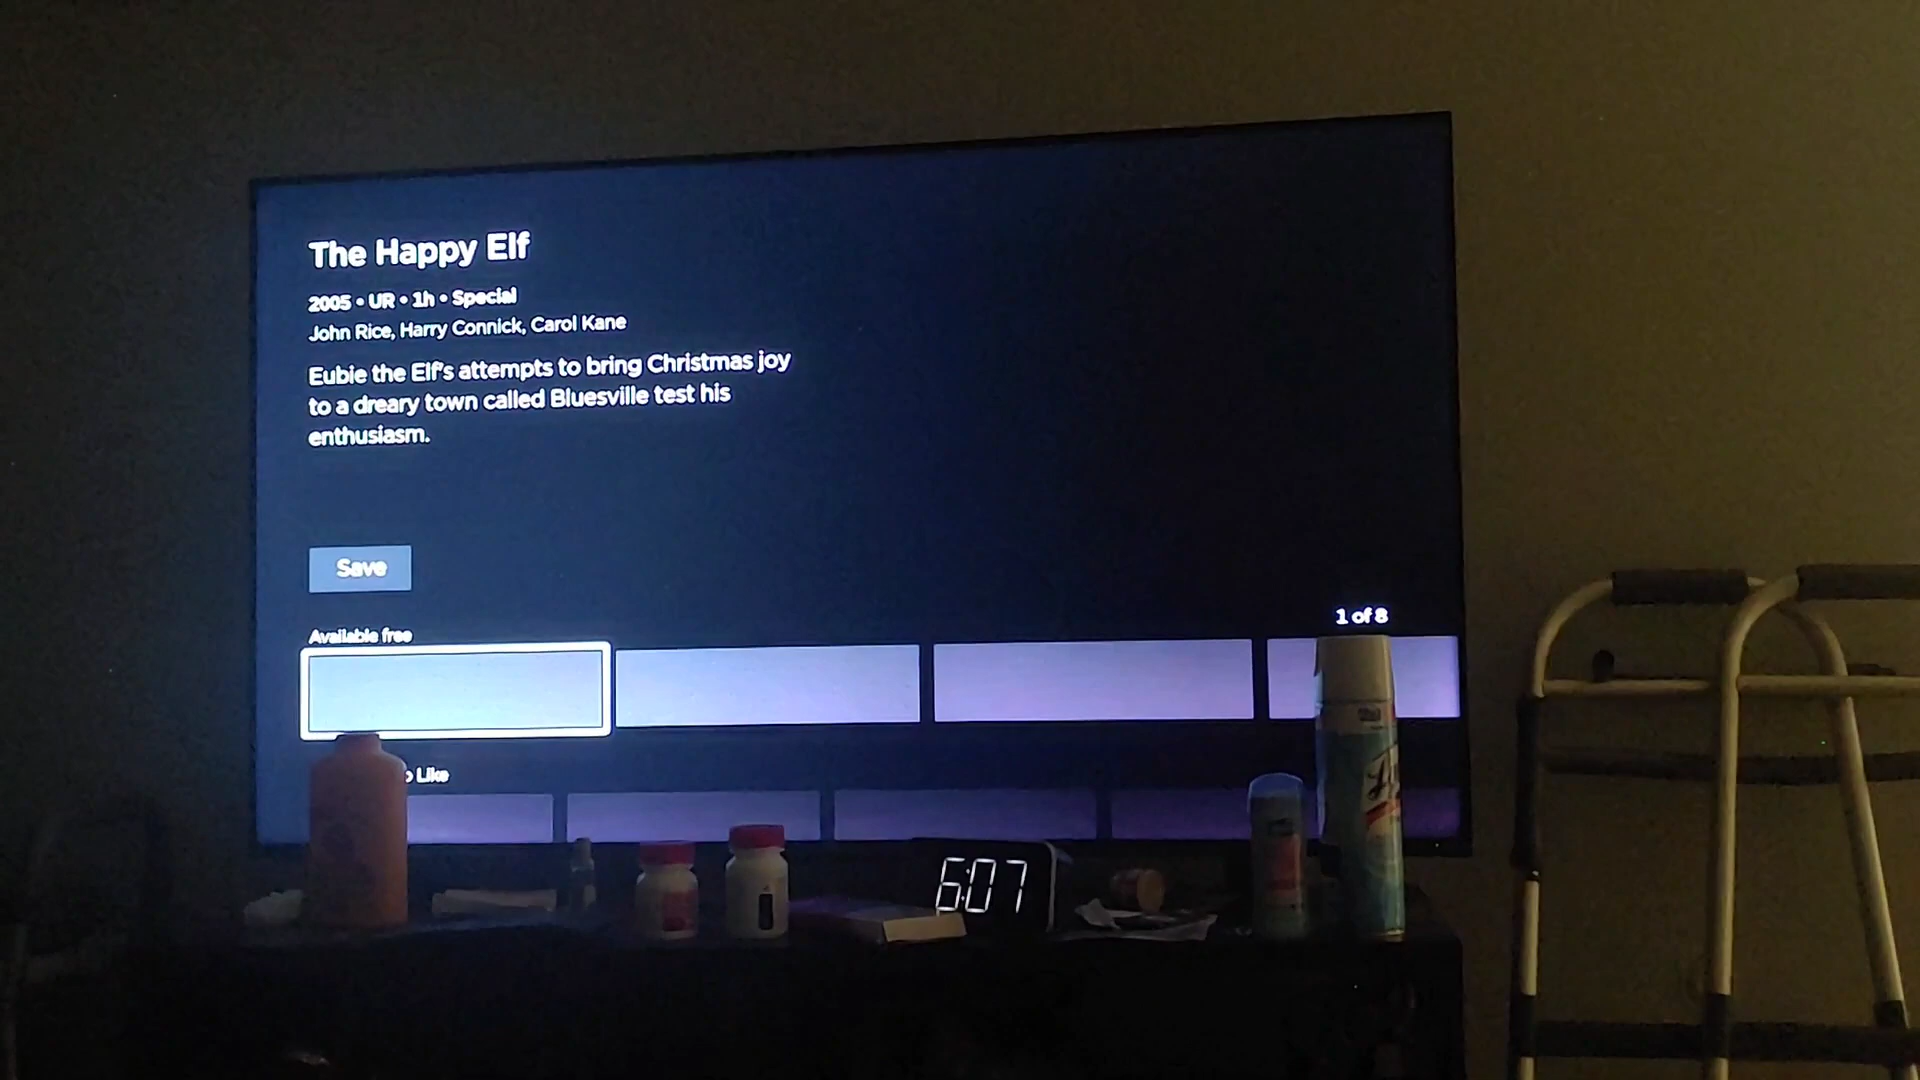 The Happy Elf
2005 • UR • 1h • Special
John Rice, Harry Connick, Carol Kane
Eubie the Elf's attempts to bring Christmas joy
to a dreary town called Bluesville test his
enthusiasm.
Save
1 of 8
Available free
Like
6:07